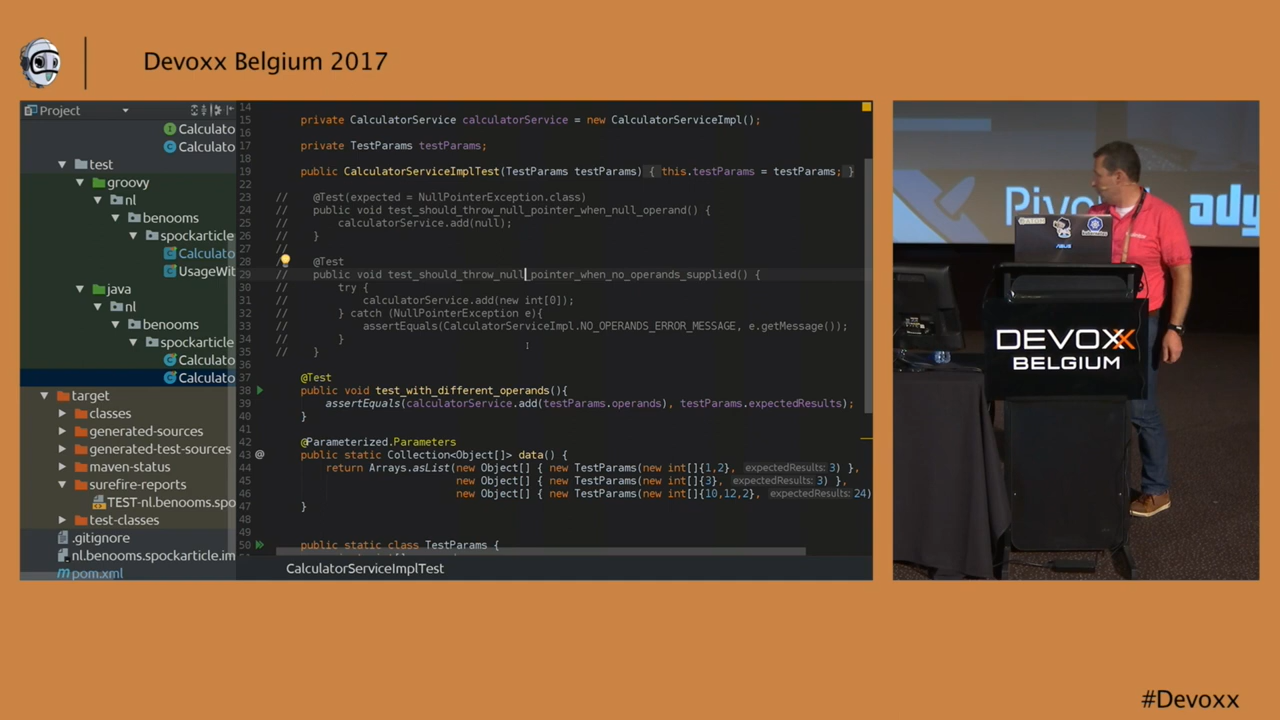 Devoxx Belgium 2017
Project
Calculato
Calculato
test
groovy
nl
benooms
spockarticle
Calculato
UsageWit
java
nl
benooms
spockarticle
Calculato
Calculato
target
classes
generated-sources
generated-test-sources
maven-status
surefire-reports
TEST-nl.benooms.spo
test-classes
.gitignore
nl.benooms.spockarticle.im
pom.xml
14
15 private CalculatorService calculatorService = new CalculatorServiceImpl();
16
17 private TestParams testParams;
18
19 public CalculatorServiceImplTest(TestParams testParams) { this.testParams = testParams; }
22
23 // @Test(expected = NullPointerException.class)
24 // public void test_should_throw_null_pointer_when_null_operand() {
25 // calculatorService.add(null);
26 // }
27 //
28 // @Test
29 // public void test_should_throw_null_pointer_when_no_operands_supplied() {
30 // try {
31 // calculatorService.add(new int[0]);
32 // } catch (NullPointerException e){
33 // assertEquals(CalculatorServiceImpl.NO_OPERANDS_ERROR_MESSAGE, e.getMessage());
34 // }
35 // }
36
37 @Test
38 public void test_with_different_operands(){
39 assertEquals(calculatorService.add(testParams.operands), testParams.expectedResults);
40 }
41
42 @Parameterized.Parameters
43 @ public static Collection<Object[]> data() {
44 return Arrays.asList(new Object[] { new TestParams(new int[]{1,2}, expectedResults: 3) },
45 new Object[] { new TestParams(new int[]{3}, expectedResults: 3) },
46 new Object[] { new TestParams(new int[]{10,12,2}, expectedResults: 24)
47 }
48
49
50 public static class TestParams {
CalculatorServiceImplTest
Pivo
ady
DEVOXX
BELGIUM
#Devoxx